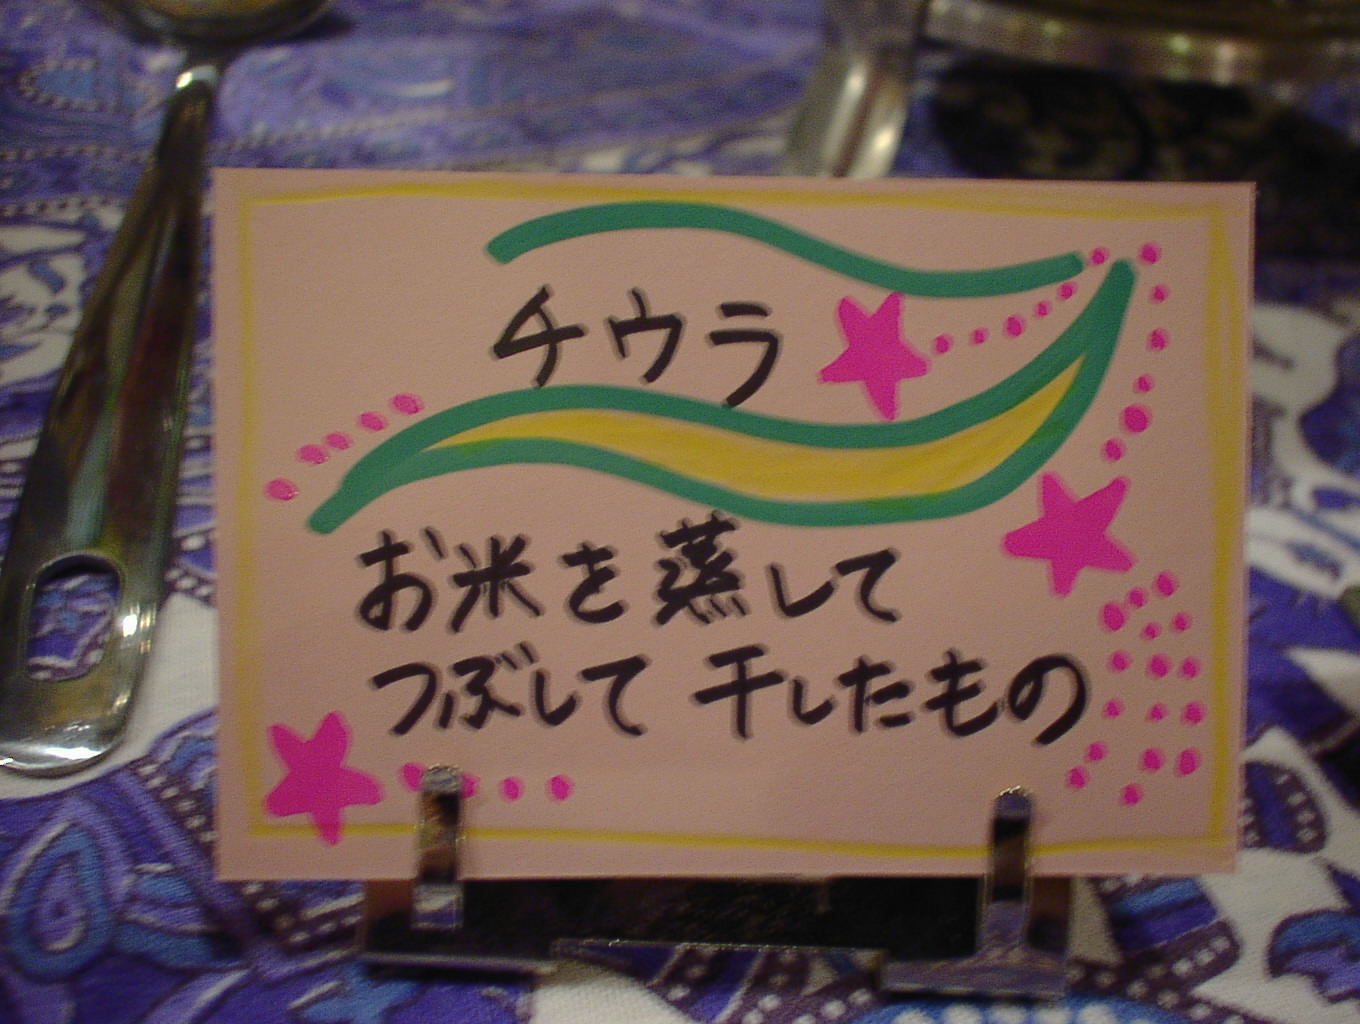 チウラ
お米を蒸して
つぶして干したもの